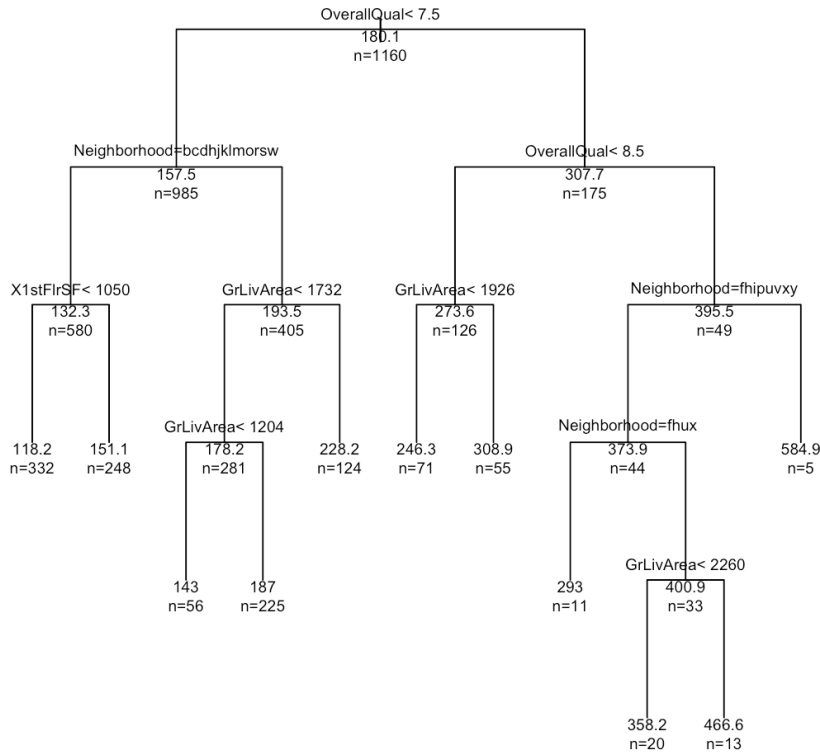 OverallQual< 7.5
180.1
n=1160
Neighborhood=bcdhjklmorsw
OverallQual< 8.5
157.5
n=985
307.7
n=175
X1stFlrSF< 1050
GrLivArea< 1732
GrLivArea< 1926
Neighborhood=fhipuvxy
132.3
n=580
193.5
n=405
273.6
n=126
395.5
n=49
GrLivArea< 1204
Neighborhood=fhux
118.2
n=332
151.1
n=248
178.2
n=281
228.2
n=124
246.3
n=71
308.9
n=55
373.9
n=44
584.9
n=5
GrLivArea< 2260
143
n=56
187
n=225
293
n=11
400.9
n=33
358.2
n=20
466.6
n=13